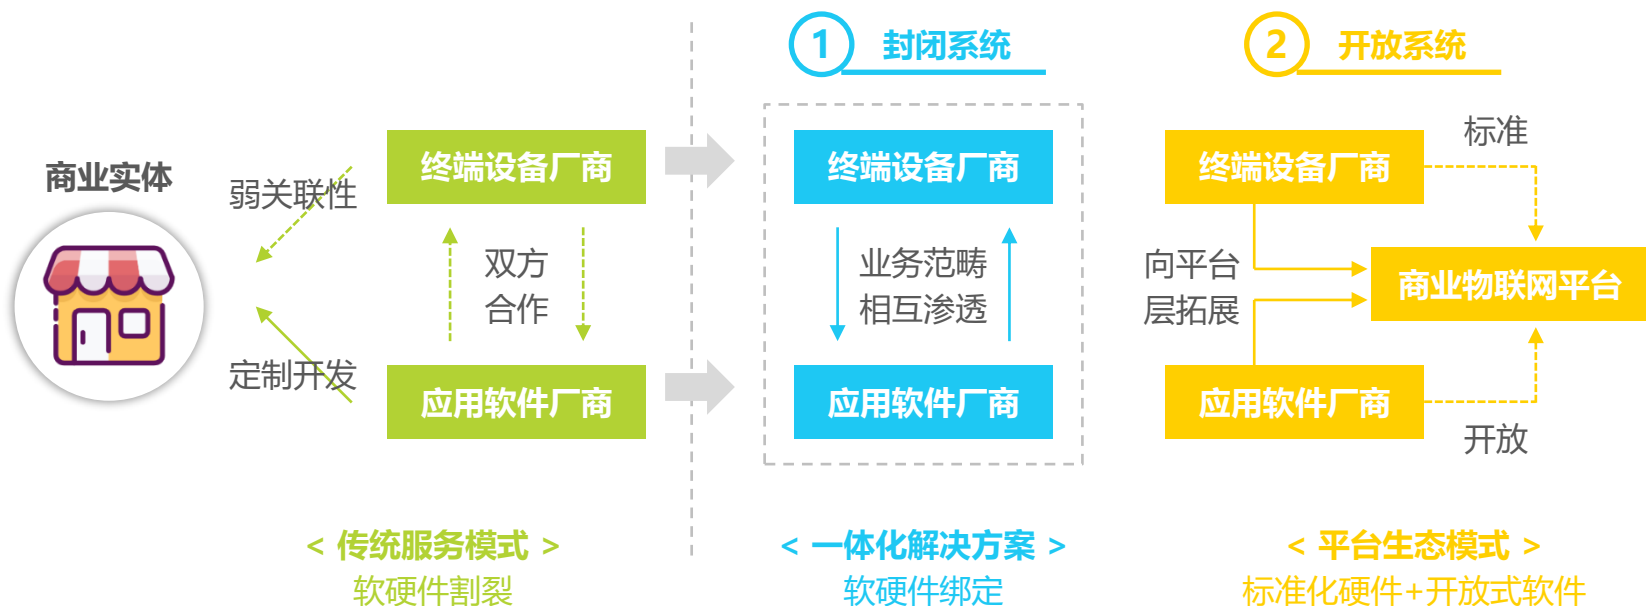 商业实体
弱关联性
定制开发
终端设备厂商
双方
合作
应用软件厂商
< 传统服务模式 >
软硬件割裂
1 封闭系统
终端设备厂商
业务范畴
相互渗透
应用软件厂商
< 一体化解决方案 >
软硬件绑定
2 开放系统
终端设备厂商
标准
向平台
层拓展
商业物联网平台
应用软件厂商
开放
< 平台生态模式 >
标准化硬件+开放式软件